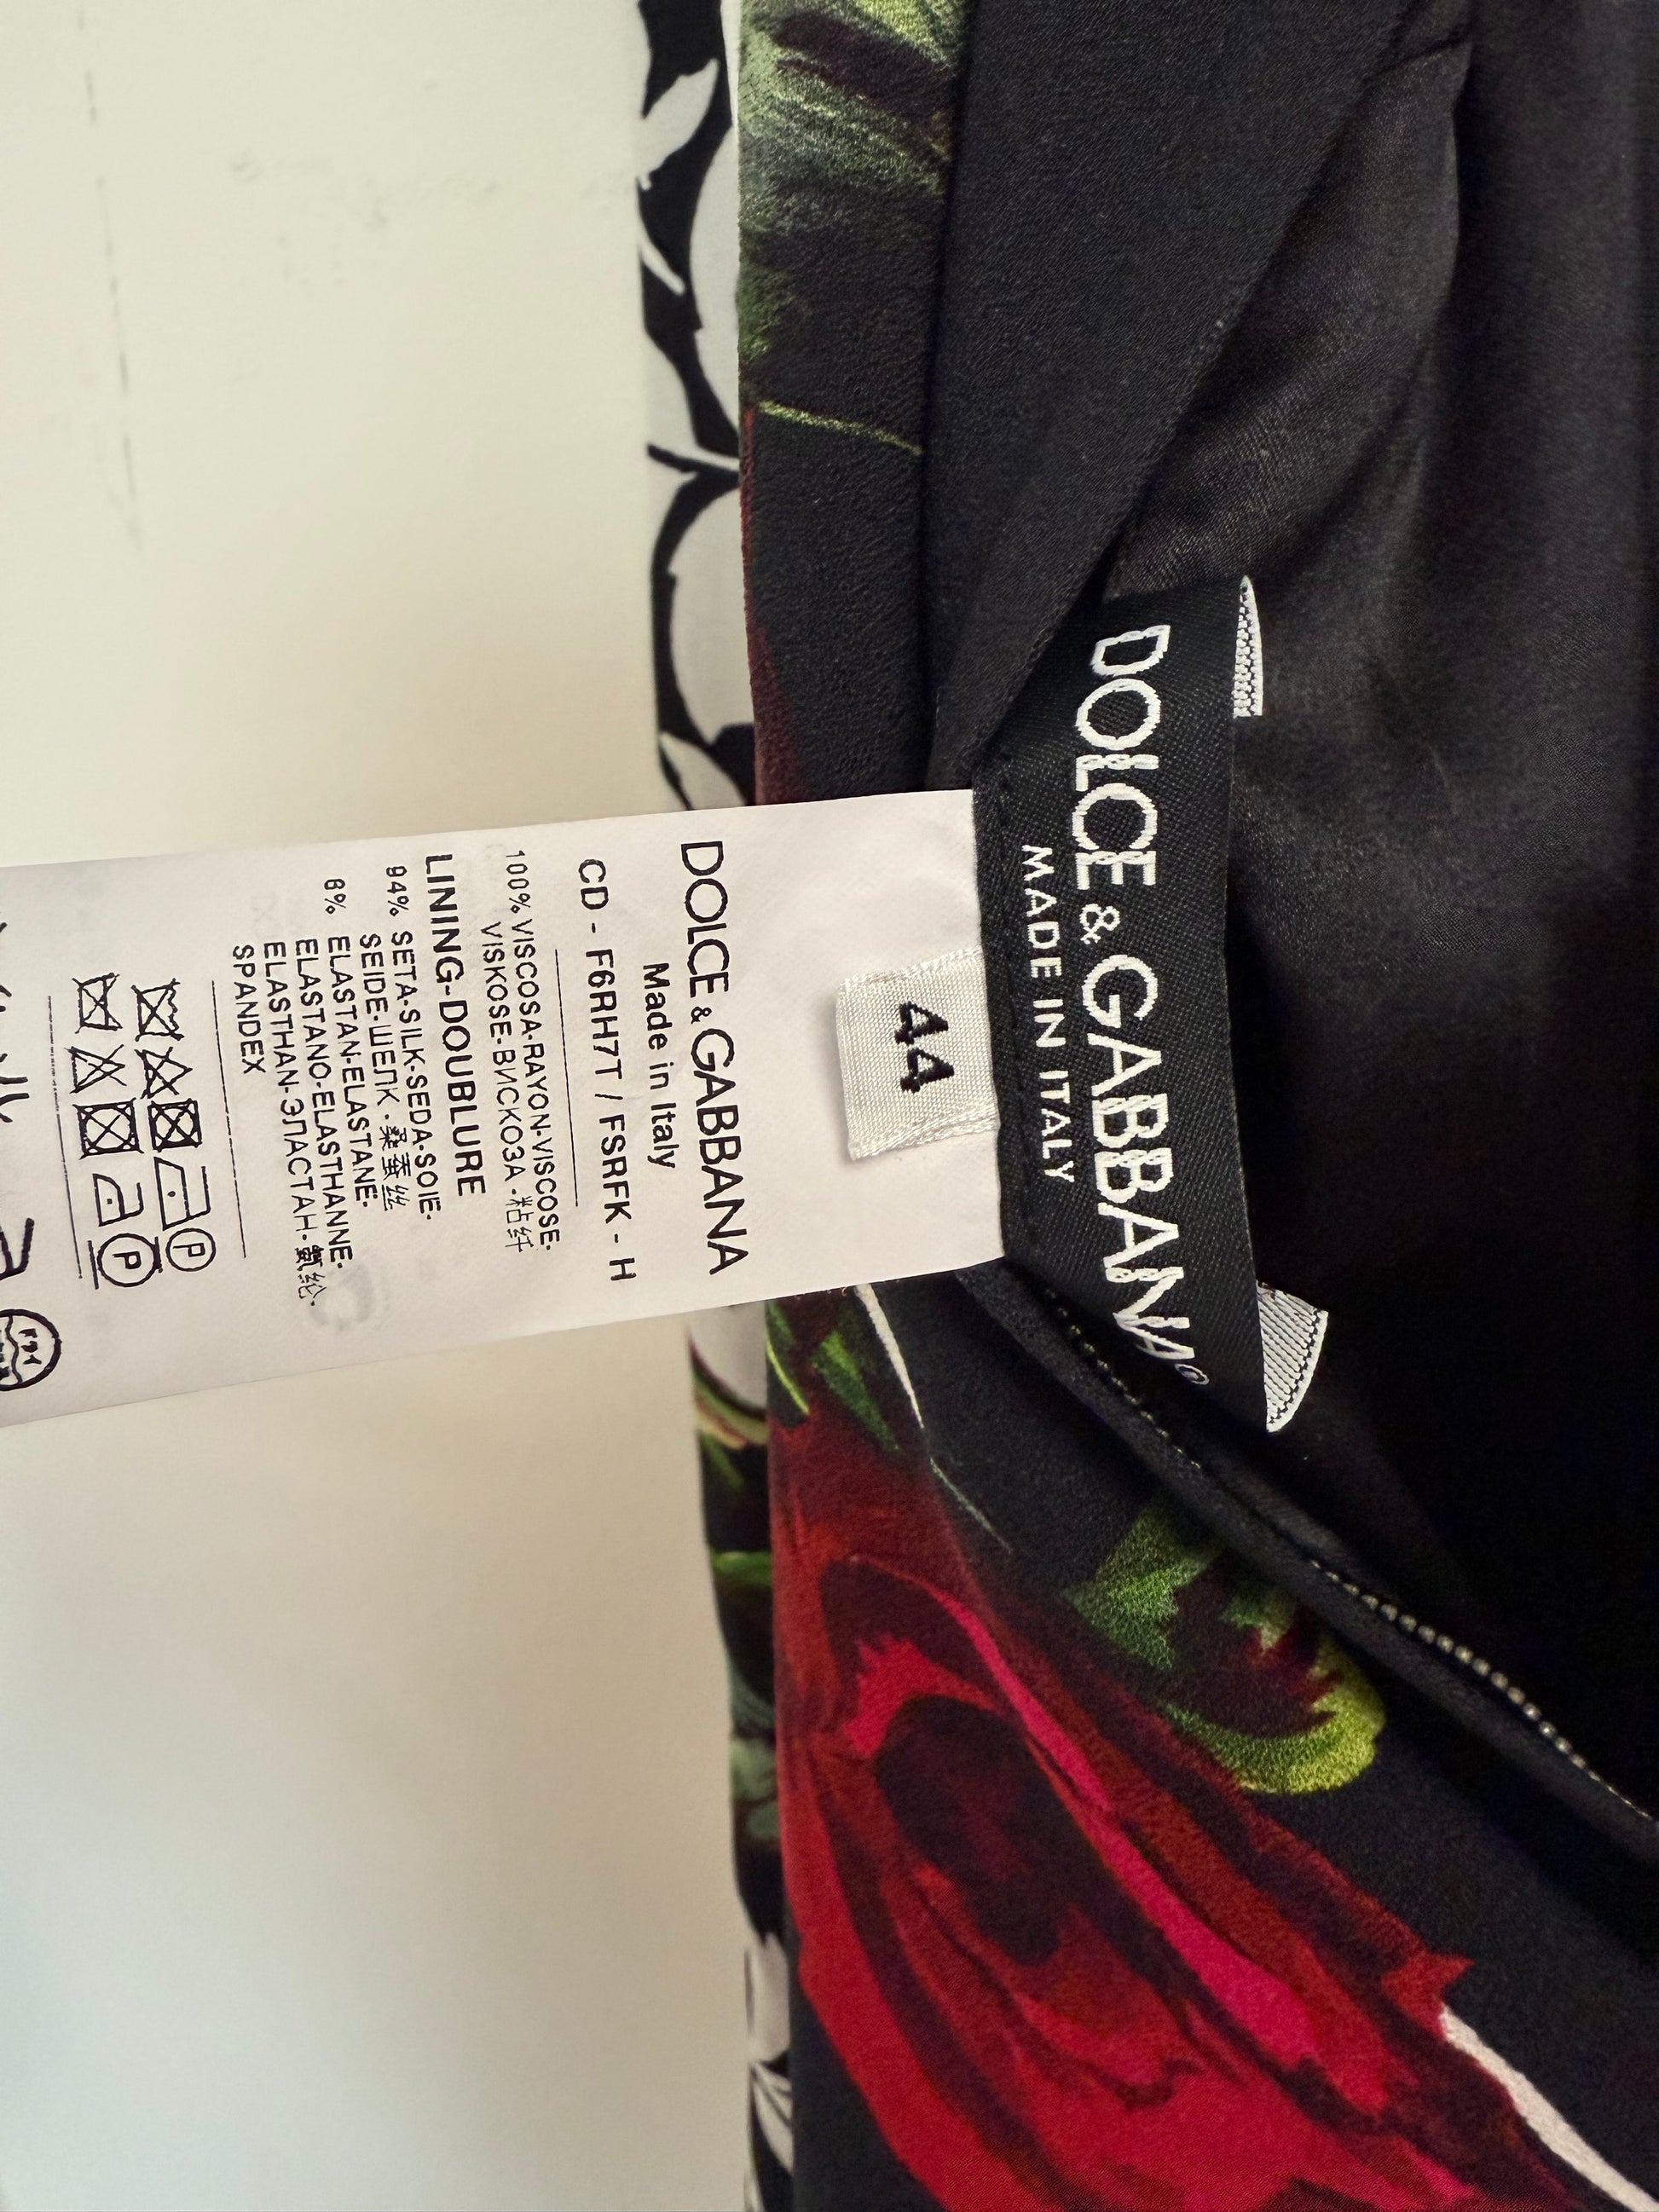 DOLCE & GABBANA®
MADE IN ITALY
44
DOLCE & GABBANA
Made in Italy
CD - F6RH7T / FSRFK - H
100% VISCOSA·RAYON·VISCOSE·
VISKOSE·ВИСКОЗА·粘纤
LINING-DOUBLURE
94% SETA·SILK·SEDA·SOIE·
SEIDE·ШЕЛК·桑蚕丝
6% ELASTAN·ELASTANE·
ELASTANO·ELASTHANNE·
ELASTHAN·ЭЛАСТАН·氨纶·
SPANDEX
P
P